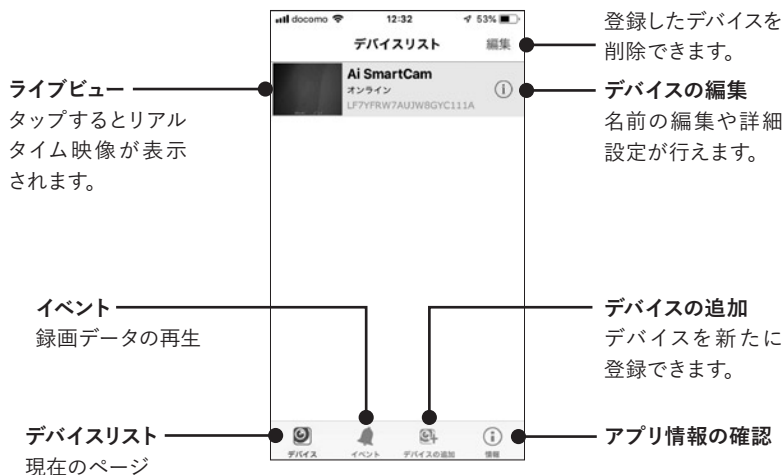 docomo 12:32 53%
デバイスリスト 編集
Ai SmartCam
オンライン
LF7YFRW7AUJWBGYC111A
登録したデバイスを
削除できます。
ライブビュー
タップするとリアル
タイム映像が表示
されます。
デバイスの編集
名前の編集や詳細
設定が行えます。
イベント
録画データの再生
デバイスの追加
デバイスを新たに
登録できます。
デバイスリスト
現在のページ
アプリ情報の確認
デバイス イベント デバイスの追加 情報